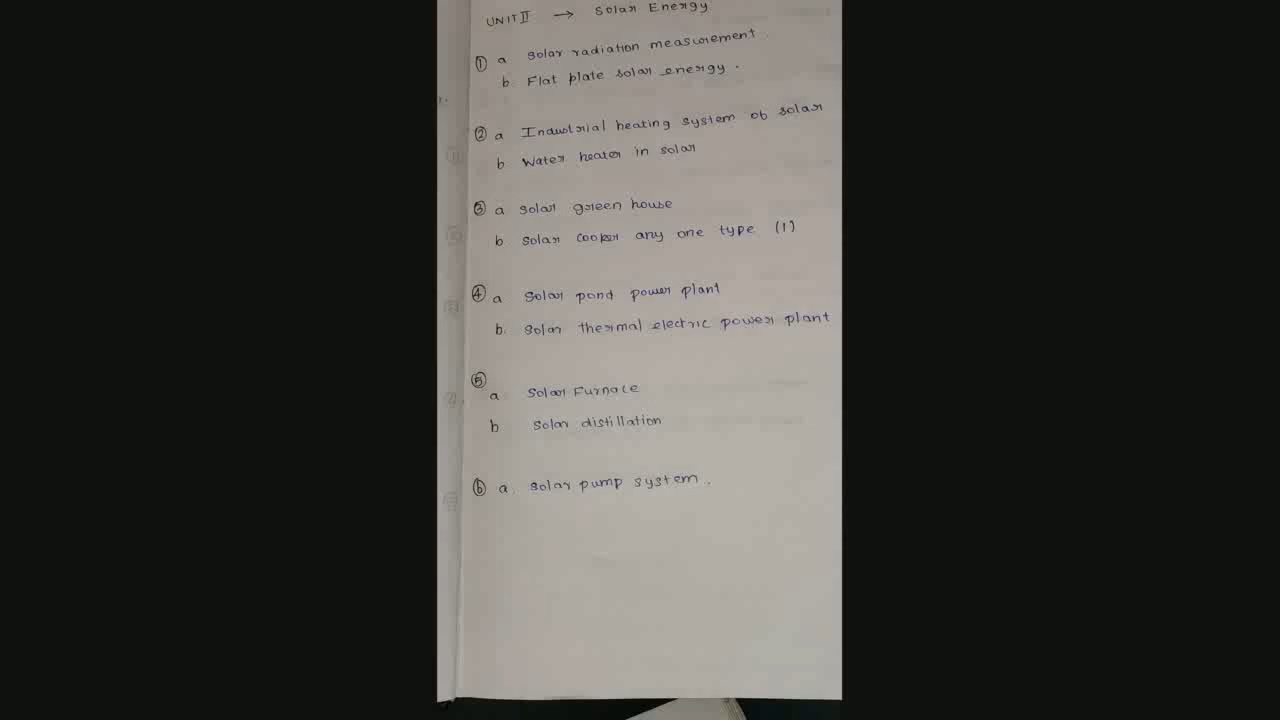 UNIT II → Solar Energy
① a solar radiation measurement.
b Flat plate solar energy.
② a Industrial heating system of solar
b Water heater in solar
③ a solar green house
b solar cooker any one type (1)
④ a solar pond power plant
b. solar thermal electric power plant
⑤
a Solar Furnace
b solar distillation
⑥ a. solar pump system.